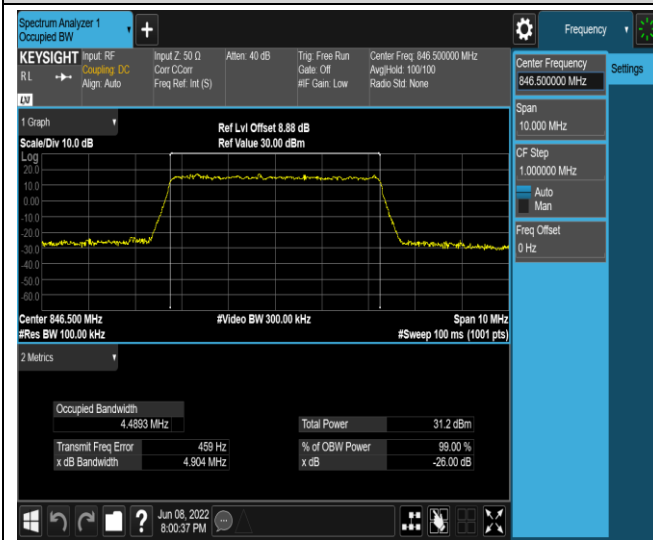 Spectrum Analyzer 1
Occupied BW
Frequency
KEYSIGHT Input: RF
RL
Coupling: DC
Align: Auto
Input Z: 50 Ω
Corr CCorr
Freq Ref: Int (S)
Atten: 40 dB
Trig: Free Run
Gate: Off
#IF Gain: Low
Center Freq: 846.500000 MHz
Avg|Hold: 100/100
Radio Std: None
LXI
1 Graph
Scale/Div 10.0 dB
Ref Lvl Offset 8.88 dB
Ref Value 30.00 dBm
Log
20.0
10.0
0.00
-10.0
-20.0
-30.0
-40.0
-50.0
-60.0
Center 846.500 MHz
#Video BW 300.00 kHz
Span 10 MHz
#Res BW 100.00 kHz
#Sweep 100 ms (1001 pts)
2 Metrics
Occupied Bandwidth
4.4893 MHz
Total Power 31.2 dBm
Transmit Freq Error 459 Hz
% of OBW Power 99.00 %
x dB Bandwidth 4.904 MHz
x dB -26.00 dB
?
Jun 08, 2022
8:00:37 PM
Center Frequency
846.500000 MHz
Settings
Span
10.000 MHz
CF Step
1.000000 MHz
Auto
Man
Freq Offset
0 Hz